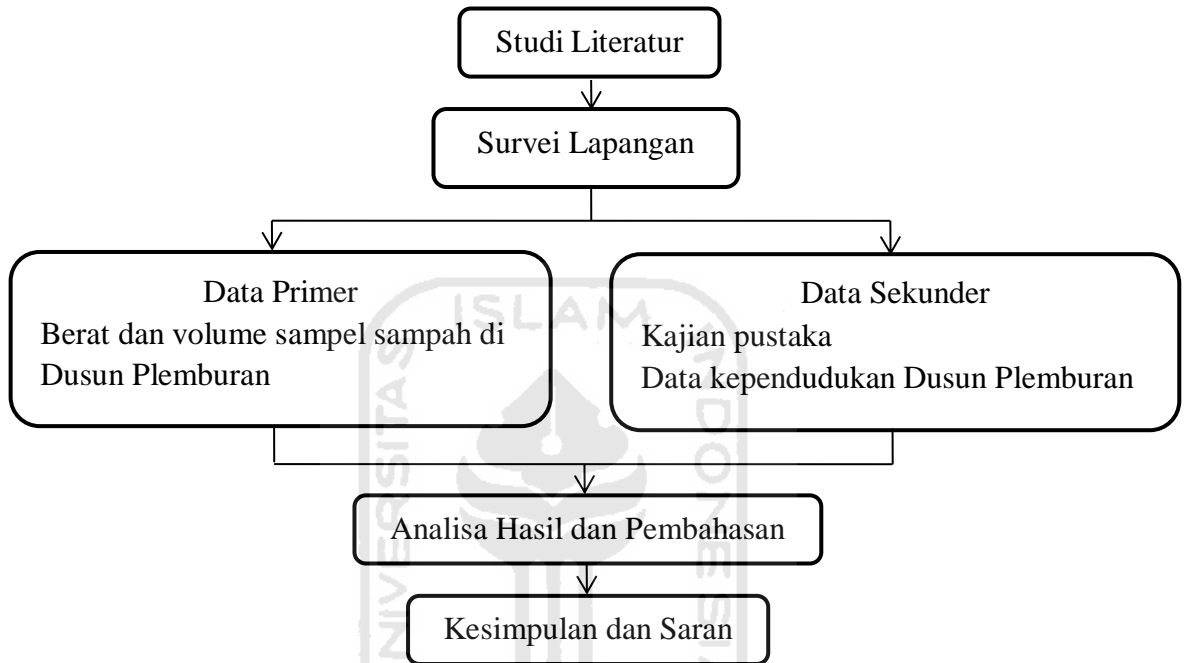 Studi Literatur
Survei Lapangan
Data Primer
Berat dan volume sampel sampah di
Dusun Plemburan
Data Sekunder
Kajian pustaka
Data kependudukan Dusun Plemburan
Analisa Hasil dan Pembahasan
Kesimpulan dan Saran
ISLAM